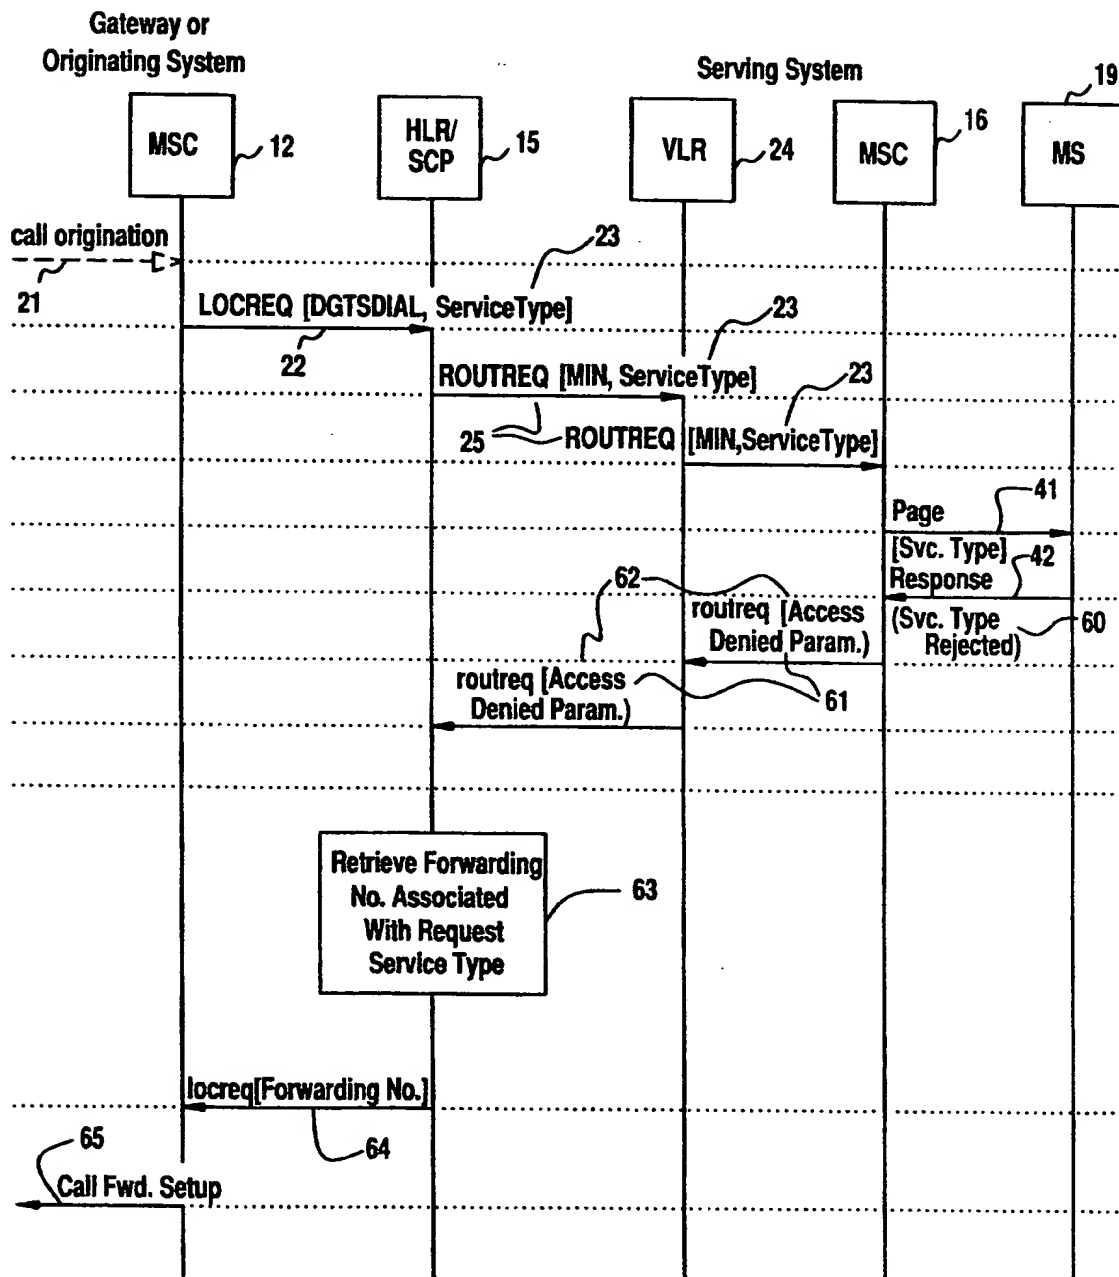 Gateway or
Originating System
Serving System
19
MSC
12
HLR/
SCP
15
VLR
24
MSC
16
MS
call origination
21
23
LOCREQ [DGTSDIAL, ServiceType]
22
23
ROUTREQ [MIN, ServiceType]
23
25
ROUTREQ [MIN,ServiceType]
41
Page
[Svc. Type]
42
Response
62
routreq [Access
Denied Param.)
(Svc. Type
Rejected)
60
routreq [Access
Denied Param.)
61
Retrieve Forwarding
No. Associated
With Request
Service Type
63
locreq[Forwarding No.]
64
65
Call Fwd. Setup